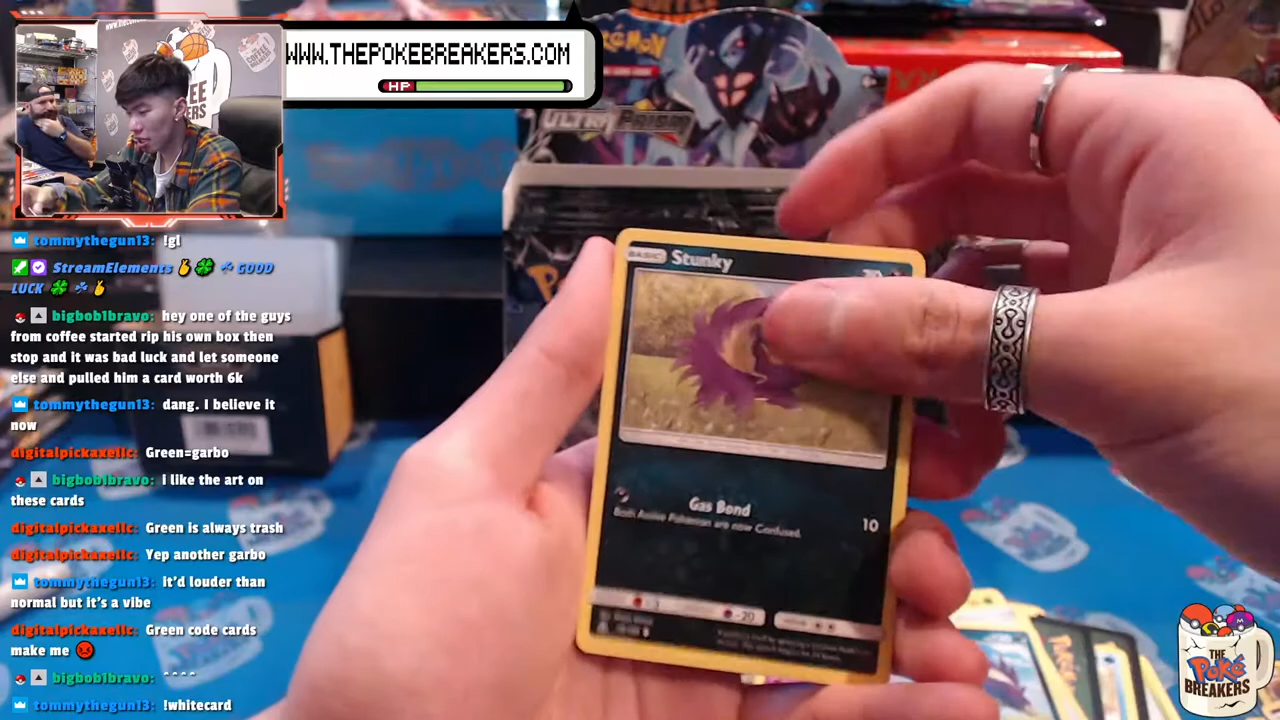 WWW.THEPOKEBREAKERS.COM
HP
tommythegun13: !gl
StreamElements GOOD
LUCK
bigbob1bravo: hey one of the guys
from coffee started rip his own box then
stop and it was bad luck and let someone
else and pulled him a card worth 6k
tommythegun13: dang. I believe it
now
digitalpickaxellc: Green=garbo
bigbob1bravo: I like the art on
these cards
digitalpickaxellc: Green is always trash
digitalpickaxellc: Yep another garbo
tommythegun13: it'd louder than
normal but it's a vibe
digitalpickaxellc: Green code cards
make me
bigbob1bravo: ^^^^
tommythegun13: !whitecard
POKÉMON
ULTRA PRISM
BASIC Stunky
Gas Bond
Both Active Pokémon are now Confused.
10
-20
THE
Poké
BREAKERS